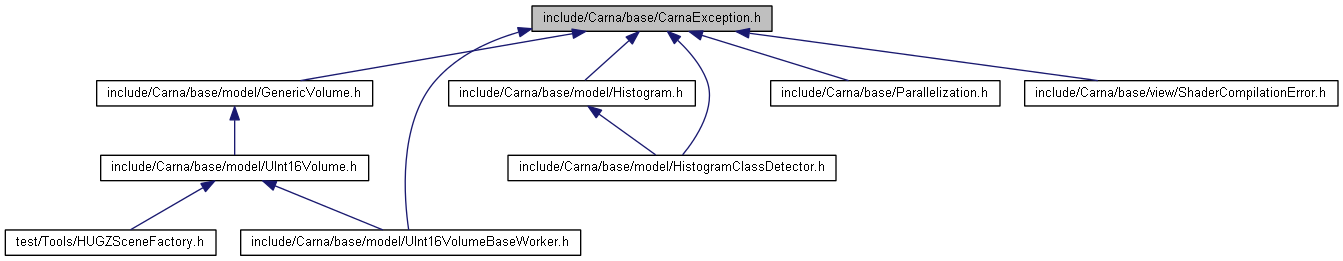 include/Carna/base/CarnaException.h
include/Carna/base/model/GenericVolume.h
include/Carna/base/model/Histogram.h
include/Carna/base/Parallelization.h
include/Carna/base/view/ShaderCompilationError.h
include/Carna/base/model/UInt16Volume.h
include/Carna/base/model/HistogramClassDetector.h
test/Tools/HUGZSceneFactory.h
include/Carna/base/model/UInt16VolumeBaseWorker.h